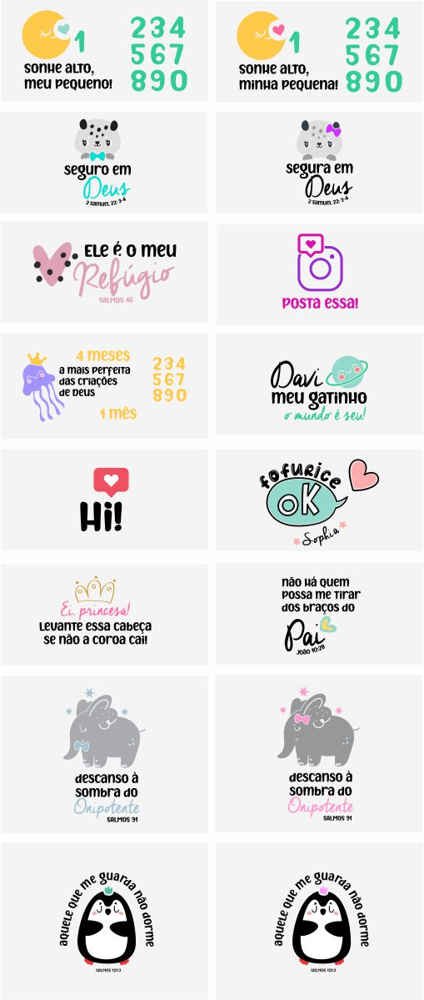 1
sonhe alto,
meu pequeno!
234
567
890
1
sonhe alto,
minha pequena!
234
567
890
seguro em
Deus
2 Samuel 22: 3-4
segura em
Deus
2 Samuel 22: 3-4
Ele é o meu
Refúgio
Salmos 46
Posta essa!
4 meses
a mais perfeita
das criações
de Deus
1 mês
234
567
890
Davi
meu gatinho
o mundo é seu!
Hi!
fofurice
OK
Sophia
Ei, princesa!
Levante essa cabeça
se não a coroa cai!
não há quem
possa me tirar
dos braços do
Pai
João 10:28
descanso à
sombra do
Onipotente
Salmos 91
descanso à
sombra do
Onipotente
Salmos 91
aquele que me guarda não dorme
Salmos 121:3
aquele que me guarda não dorme
Salmos 121:3